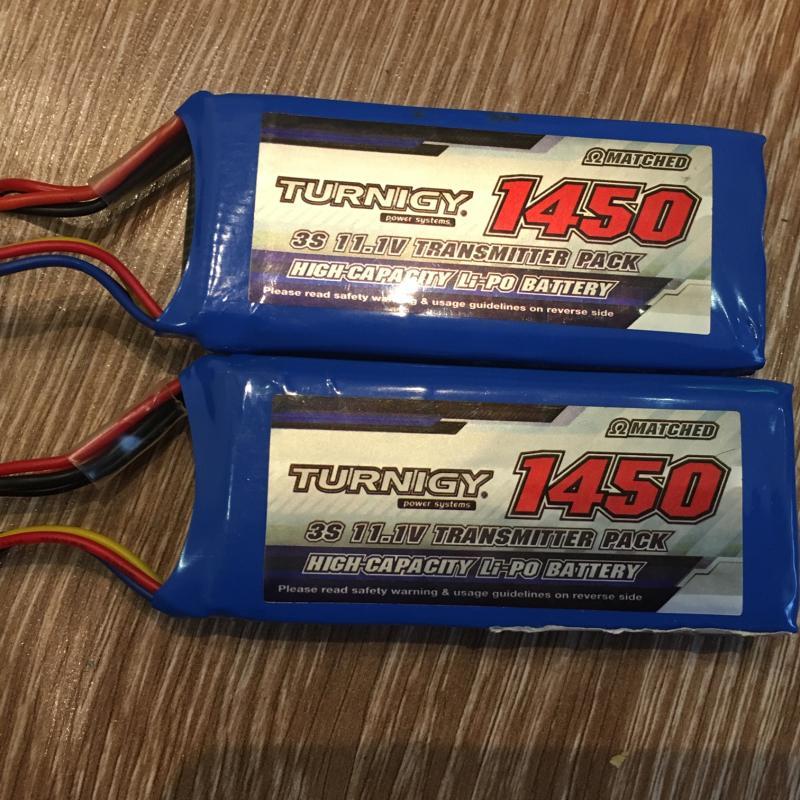 Ω MATCHED
TURNIGY® 1450
power systems
3S 11.1V TRANSMITTER PACK
HIGH-CAPACITY Li-PO BATTERY
Please read safety warning & usage guidelines on reverse side
Ω MATCHED
TURNIGY® 1450
power systems
3S 11.1V TRANSMITTER PACK
HIGH-CAPACITY Li-PO BATTERY
Please read safety warning & usage guidelines on reverse side